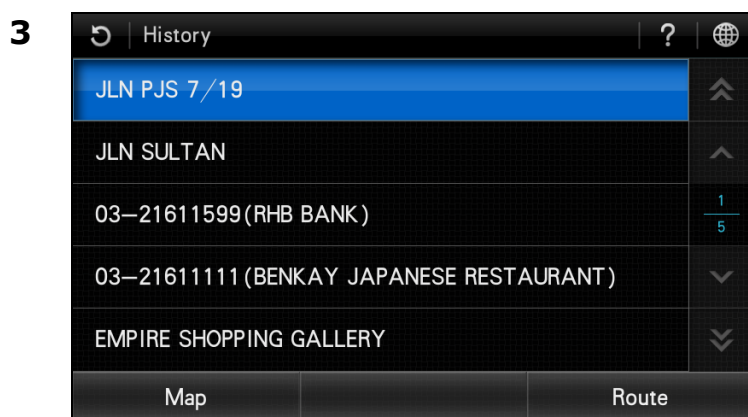 3
History
?
JLN PJS 7/19
JLN SULTAN
03-21611599(RHB BANK)
1
5
03-21611111(BENKAY JAPANESE RESTAURANT)
EMPIRE SHOPPING GALLERY
Map
Route